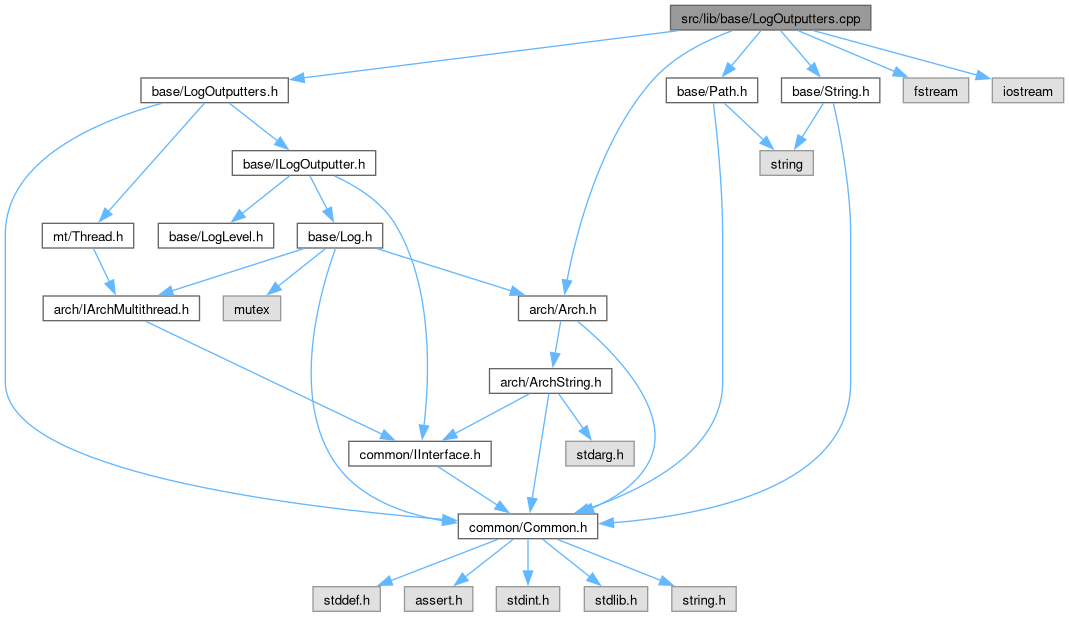 src/lib/base/LogOutputters.cpp
base/LogOutputters.h
base/Path.h
base/String.h
fstream
iostream
base/ILogOutputter.h
string
mt/Thread.h
base/LogLevel.h
base/Log.h
arch/IArchMultithread.h
mutex
arch/Arch.h
arch/ArchString.h
common/IInterface.h
stdarg.h
common/Common.h
stddef.h
assert.h
stdint.h
stdlib.h
string.h